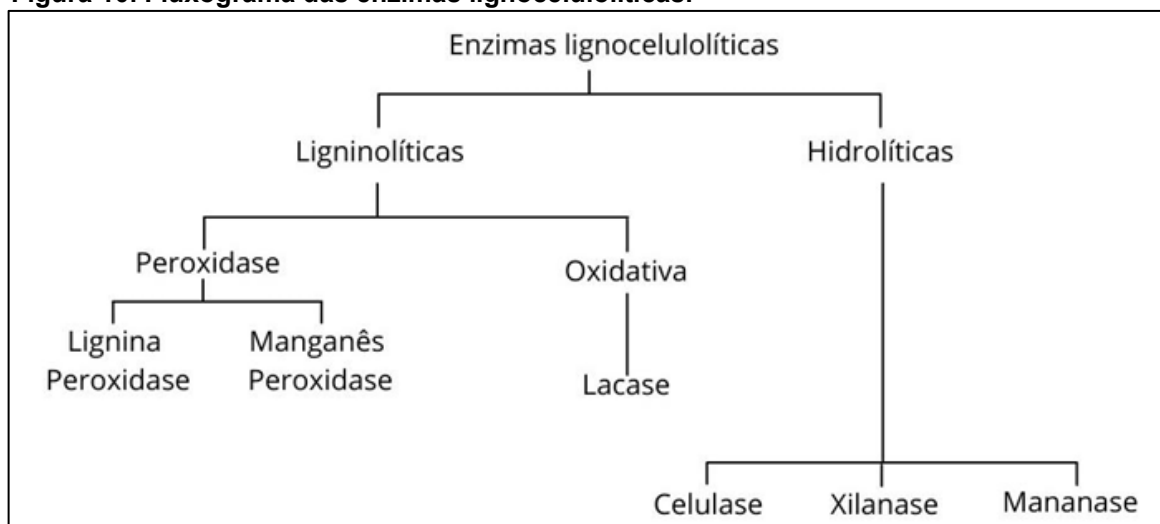 Figura 10: Fluxograma das enzimas lignocelulolíticas.
Enzimas lignocelulolíticas
Ligninolíticas
Hidrolíticas
Peroxidase
Oxidativa
Lignina
Peroxidase
Manganês
Peroxidase
Lacase
Celulase
Xilanase
Mananase